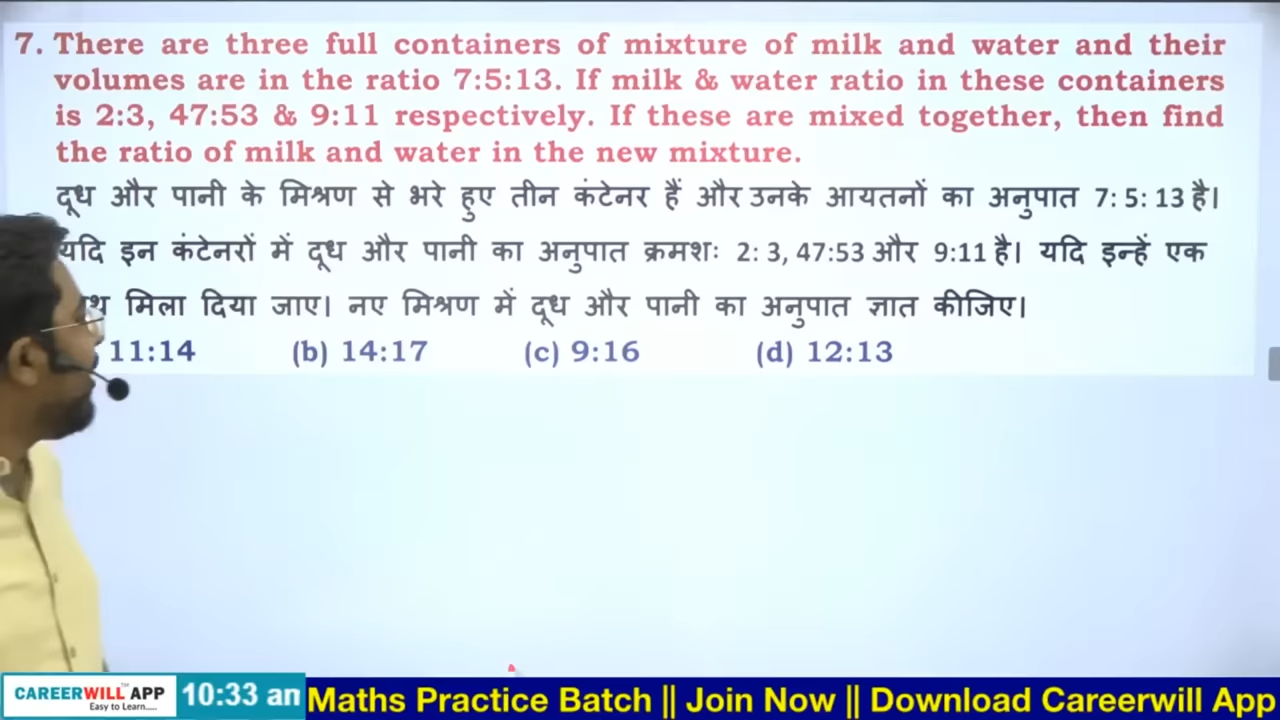 7. There are three full containers of mixture of milk and water and their
volumes are in the ratio 7:5:13. If milk & water ratio in these containers
is 2:3, 47:53 & 9:11 respectively. If these are mixed together, then find
the ratio of milk and water in the new mixture.
दूध और पानी के मिश्रण से भरे हुए तीन कंटेनर हैं और उनके आयतनों का अनुपात 7: 5: 13 है।
यदि इन कंटेनरों में दूध और पानी का अनुपात क्रमशः 2: 3, 47:53 और 9:11 है। यदि इन्हें एक
मिला दिया जाए। नए मिश्रण में दूध और पानी का अनुपात ज्ञात कीजिए।
11:14 (b) 14:17 (c) 9:16 (d) 12:13
CAREERWILL APP
Easy to Learn.....
10:33 am
Maths Practice Batch || Join Now || Download Careerwill App